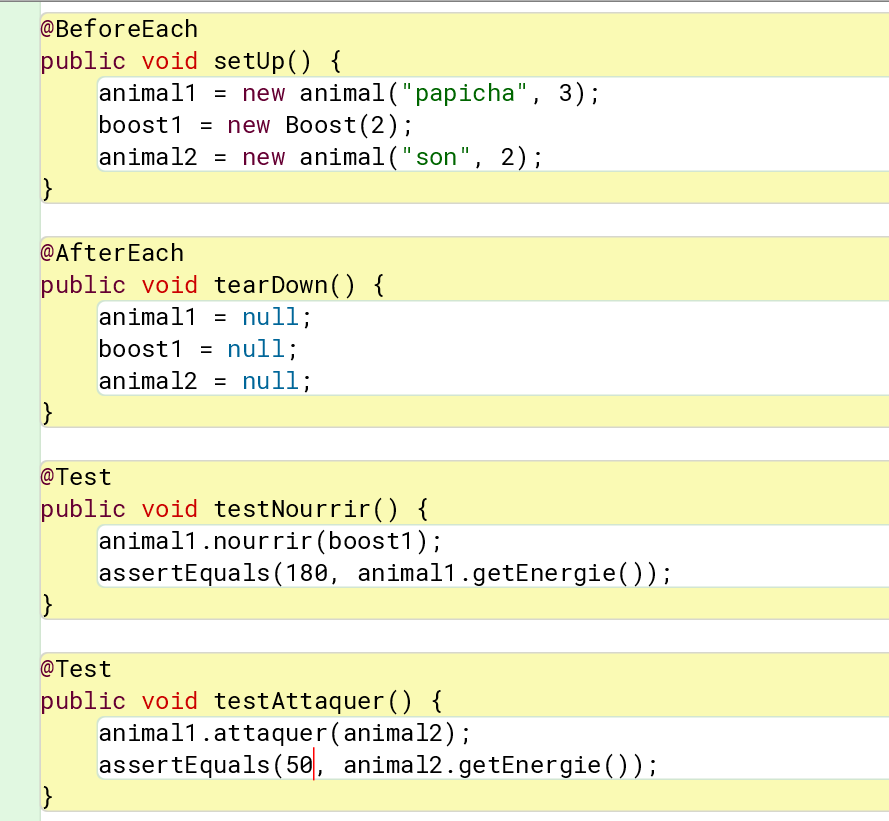 @BeforeEach
public void setUp() {
    animal1 = new animal("papicha", 3);
    boost1 = new Boost(2);
    animal2 = new animal("son", 2);
}
@AfterEach
public void tearDown() {
    animal1 = null;
    boost1 = null;
    animal2 = null;
}
@Test
public void testNourrir() {
    animal1.nourrir(boost1);
    assertEquals(180, animal1.getEnergie());
}
@Test
public void testAttaquer() {
    animal1.attaquer(animal2);
    assertEquals(50, animal2.getEnergie());
}